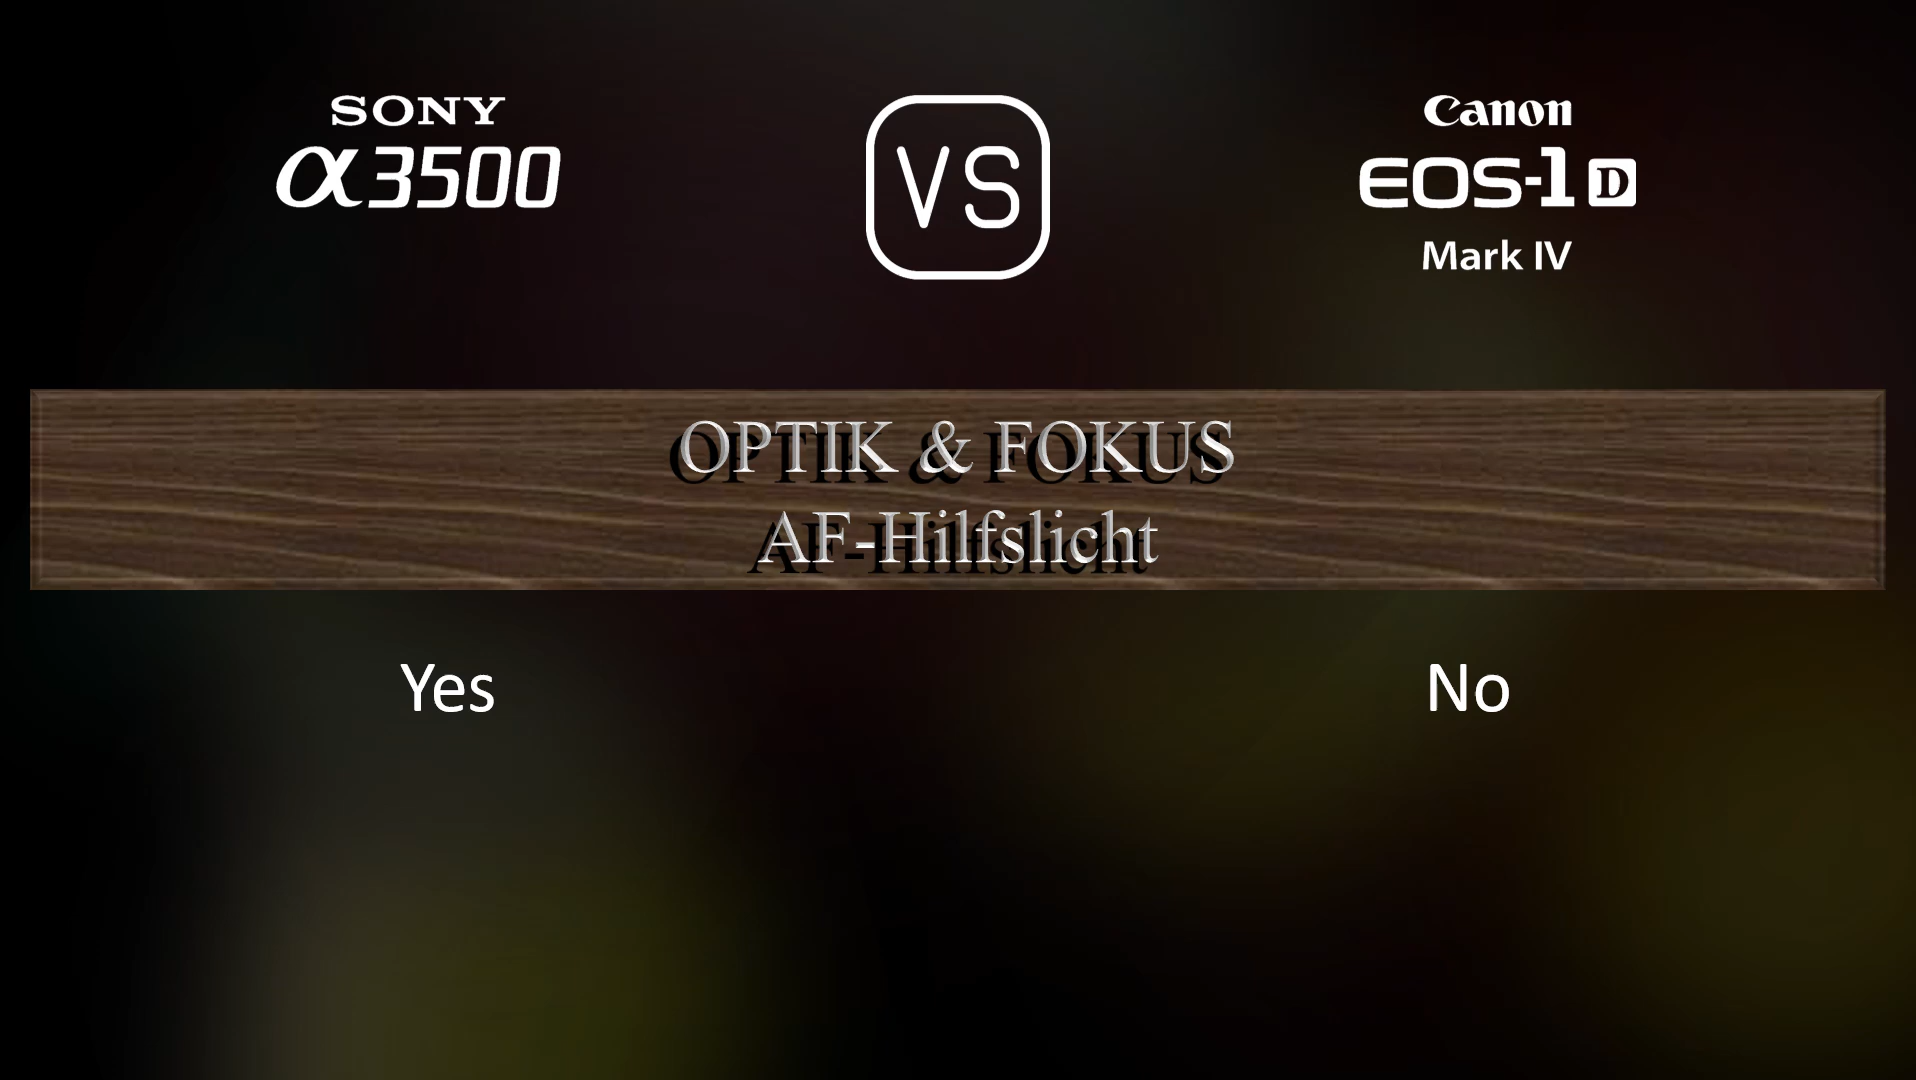 SONY
α3500
VS
Canon
EOS-1D
Mark IV
OPTIK & FOKUS
AF-Hilfslicht
Yes
No